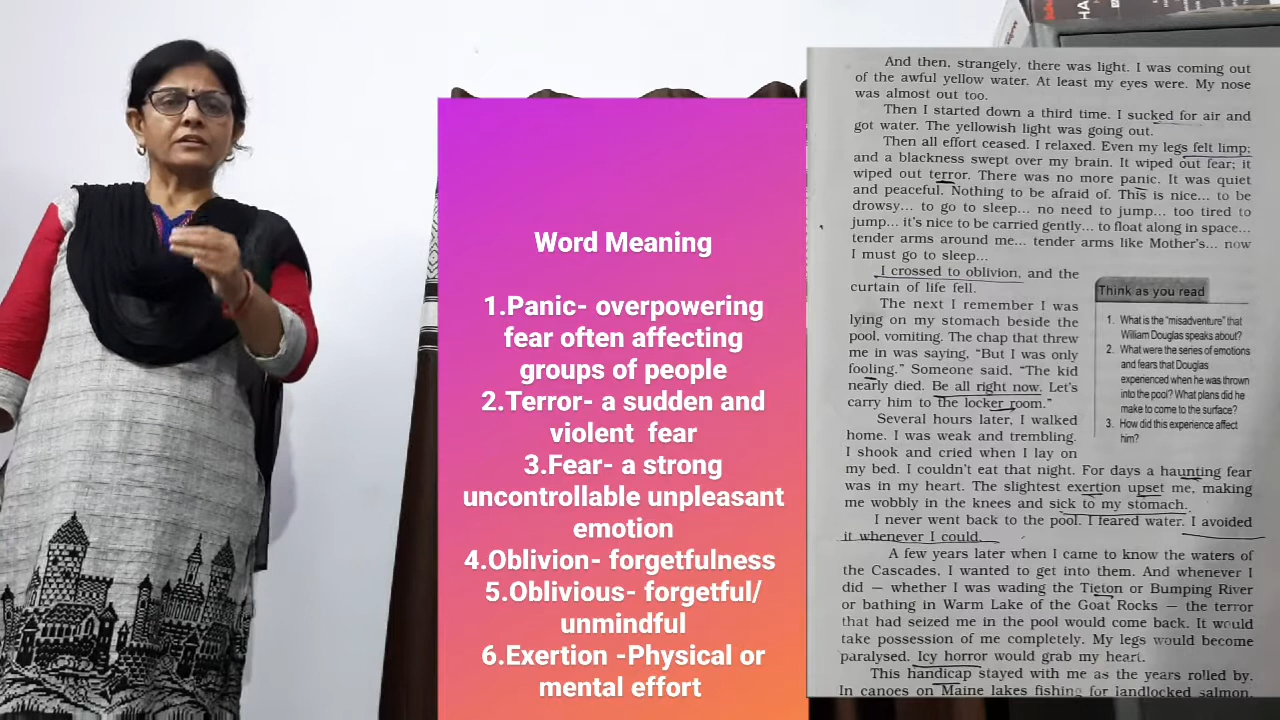 Word Meaning
1.Panic- overpowering
fear often affecting
groups of people
2.Terror- a sudden and
violent fear
3.Fear- a strong
uncontrollable unpleasant
emotion
4.Oblivion- forgetfulness
5.Oblivious- forgetful/
unmindful
6.Exertion -Physical or
mental effort
And then, strangely, there was light. I was coming out
of the awful yellow water. At least my eyes were. My nose
was almost out too.
Then I started down a third time. I sucked for air and
got water. The yellowish light was going out.
Then all effort ceased. I relaxed. Even my legs felt limp;
and a blackness swept over my brain. It wiped out fear; it
wiped out terror. There was no more panic. It was quiet
and peaceful. Nothing to be afraid of. This is nice... to be
drowsy... to go to sleep... no need to jump... too tired to
jump... it's nice to be carried gently... to float along in space...
tender arms around me... tender arms like Mother's... now
I must go to sleep...
I crossed to oblivion, and the
curtain of life fell.
The next I remember I was
lying on my stomach beside the
pool, vomiting. The chap that threw
me in was saying, “But I was only
fooling.” Someone said, “The kid
nearly died. Be all right now. Let's
carry him to the locker room.”
Several hours later, I walked
home. I was weak and trembling.
I shook and cried when I lay on
my bed. I couldn't eat that night. For days a haunting fear
was in my heart. The slightest exertion upset me, making
me wobbly in the knees and sick to my stomach.
I never went back to the pool. I feared water. I avoided
it whenever I could.
A few years later when I came to know the waters of
the Cascades, I wanted to get into them. And whenever I
did — whether I was wading the Tieton or Bumping River
or bathing in Warm Lake of the Goat Rocks — the terror
that had seized me in the pool would come back. It would
take possession of me completely. My legs would become
paralysed. Icy horror would grab my heart.
This handicap stayed with me as the years rolled by.
In canoes on Maine lakes fishing for landlocked salmon,
Think as you read
1. What is the “misadventure” that
William Douglas speaks about?
2. What were the series of emotions
and fears that Douglas
experienced when he was thrown
into the pool? What plans did he
make to come to the surface?
3. How did this experience affect
him?